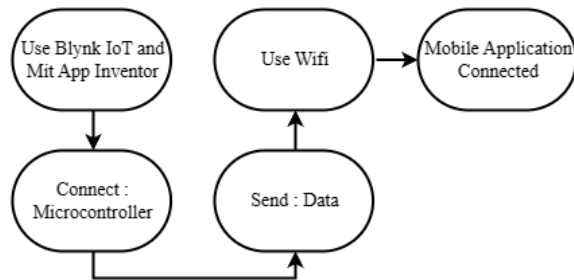 Use Blynk IoT and
Mit App Inventor
Connect :
Microcontroller
Send : Data
Use Wifi
Mobile Application
Connected